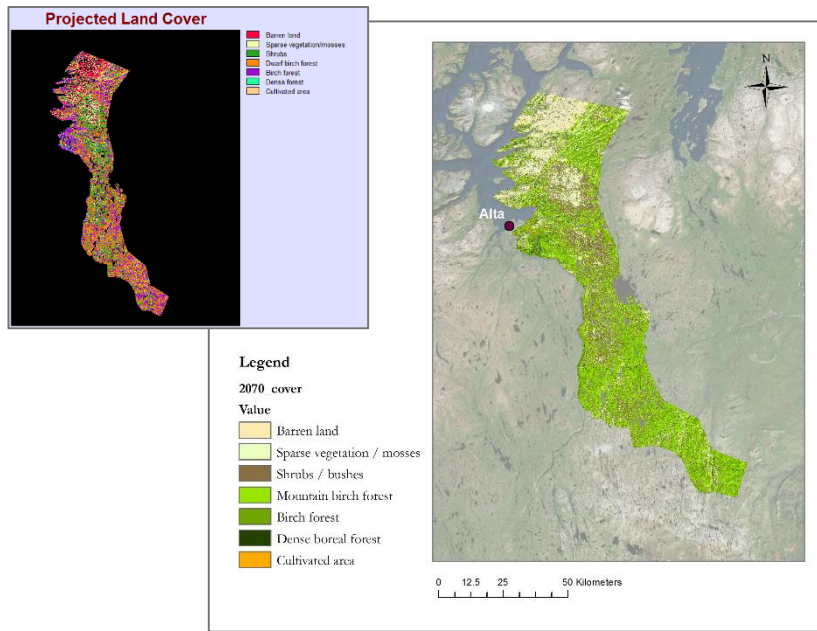 Projected Land Cover
Barren land
Sparse vegetation/mosses
Shrubs
Dwarf birch forest
Birch forest
Dense forest
Cultivated area
N
Alta
Legend
2070_cover
Value
Barren land
Sparse vegetation / mosses
Shrubs / bushes
Mountain birch forest
Birch forest
Dense boreal forest
Cultivated area
0 12.5 25 50 Kilometers